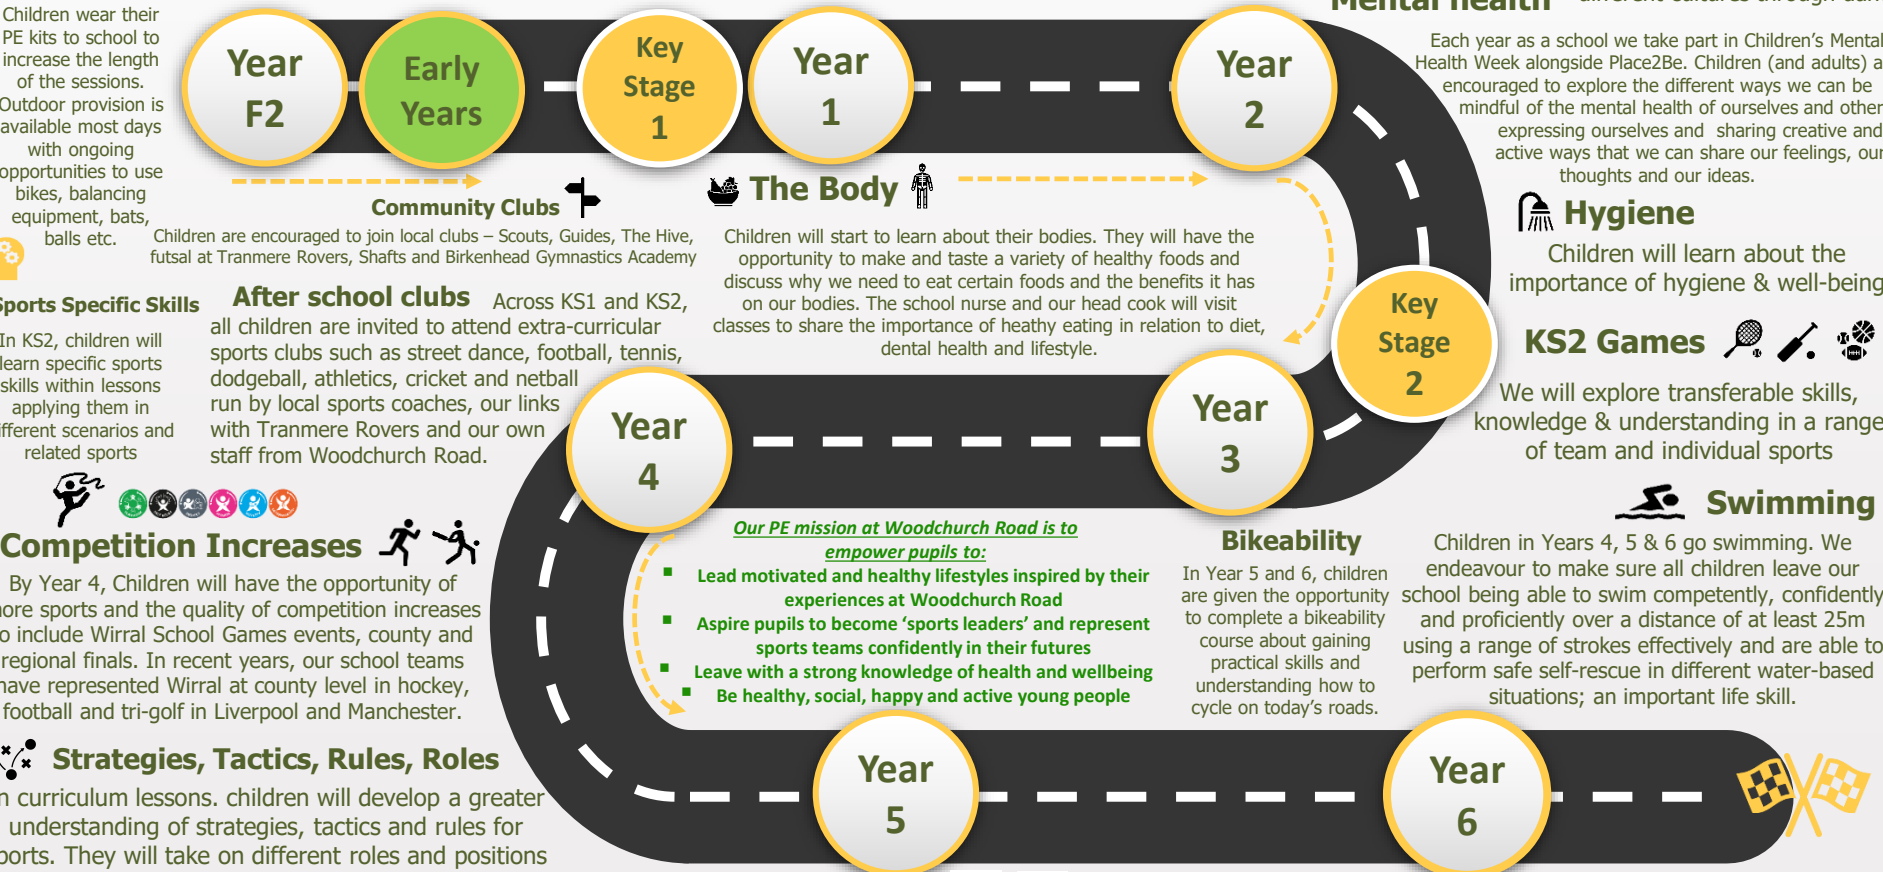 Children wear their
PE kits to school to
increase the length
of the sessions.
Outdoor provision is
available most days
with ongoing
opportunities to use
bikes, balancing
equipment, bats,
balls etc.
Year
F2
Early
Years
Key
Stage
1
Year
1
Year
2
Mental health
Each year as a school we take part in Children's Mental
Health Week alongside Place2Be. Children (and adults)
encouraged to explore the different ways we can be
mindful of the mental health of ourselves and other
expressing ourselves and sharing creative and
active ways that we can share our feelings, our
thoughts and our ideas.
Community Clubs
Children are encouraged to join local clubs – Scouts, Guides, The Hive,
futsal at Tranmere Rovers, Shafts and Birkenhead Gymnastics Academy
The Body
Children will start to learn about their bodies. They will have the
opportunity to make and taste a variety of healthy foods and
discuss why we need to eat certain foods and the benefits it has
on our bodies. The school nurse and our head cook will visit
classes to share the importance of heathy eating in relation to diet,
dental health and lifestyle.
Hygiene
Children will learn about the
importance of hygiene & well-being
Sports Specific Skills
In KS2, children will
learn specific sports
skills within lessons
applying them in
different scenarios and
related sports
After school clubs Across KS1 and KS2,
all children are invited to attend extra-curricular
sports clubs such as street dance, football, tennis,
dodgeball, athletics, cricket and netball
run by local sports coaches, our links
with Tranmere Rovers and our own
staff from Woodchurch Road.
Key
Stage
2
KS2 Games
We will explore transferable skills,
knowledge & understanding in a range
of team and individual sports
Year
3
Year
4
Competition Increases
By Year 4, Children will have the opportunity of
more sports and the quality of competition increases
to include Wirral School Games events, county and
regional finals. In recent years, our school teams
have represented Wirral at county level in hockey,
football and tri-golf in Liverpool and Manchester.
Our PE mission at Woodchurch Road is to
empower pupils to:
▪ Lead motivated and healthy lifestyles inspired by their
experiences at Woodchurch Road
▪ Aspire pupils to become ‘sports leaders’ and represent
sports teams confidently in their futures
▪ Leave with a strong knowledge of health and wellbeing
▪ Be healthy, social, happy and active young people
Bikeability
In Year 5 and 6, children
are given the opportunity
to complete a bikeability
course about gaining
practical skills and
understanding how to
cycle on today’s roads.
Swimming
Children in Years 4, 5 & 6 go swimming. We
endeavour to make sure all children leave our
school being able to swim competently, confidently
and proficiently over a distance of at least 25m
using a range of strokes effectively and are able to
perform safe self-rescue in different water-based
situations; an important life skill.
Strategies, Tactics, Rules, Roles
In curriculum lessons. children will develop a greater
understanding of strategies, tactics and rules for
sports. They will take on different roles and positions
Year
5
Year
6